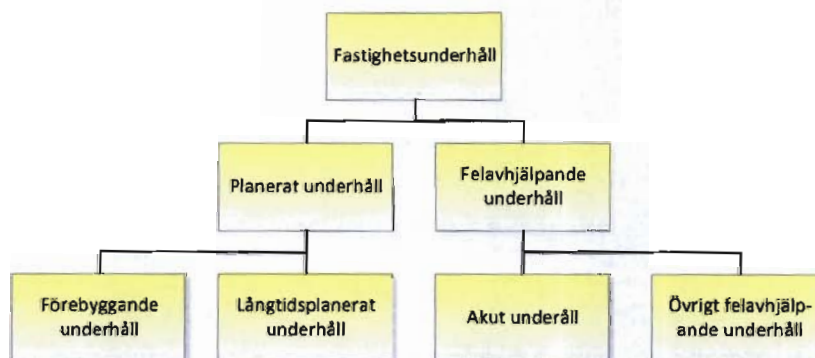 Fastighetsunderhåll
Planerat underhåll
Felavhjälpande
underhåll
Förebyggande
underhåll
Långtidsplanerat
underhåll
Akut underåll
Övrigt felavhjälp-
ande underhåll